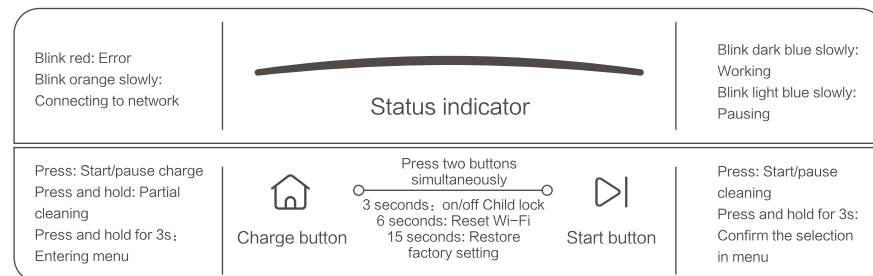 Blink red: Error
Blink orange slowly:
Connecting to network
Status indicator
Blink dark blue slowly:
Working
Blink light blue slowly:
Pausing
Press: Start/pause charge
Press and hold: Partial
cleaning
Press and hold for 3s：
Entering menu
Charge button
Press two buttons
simultaneously
3 seconds：on/off Child lock
6 seconds: Reset Wi-Fi
15 seconds: Restore
factory setting
Start button
Press: Start/pause
cleaning
Press and hold for 3s:
Confirm the selection
in menu